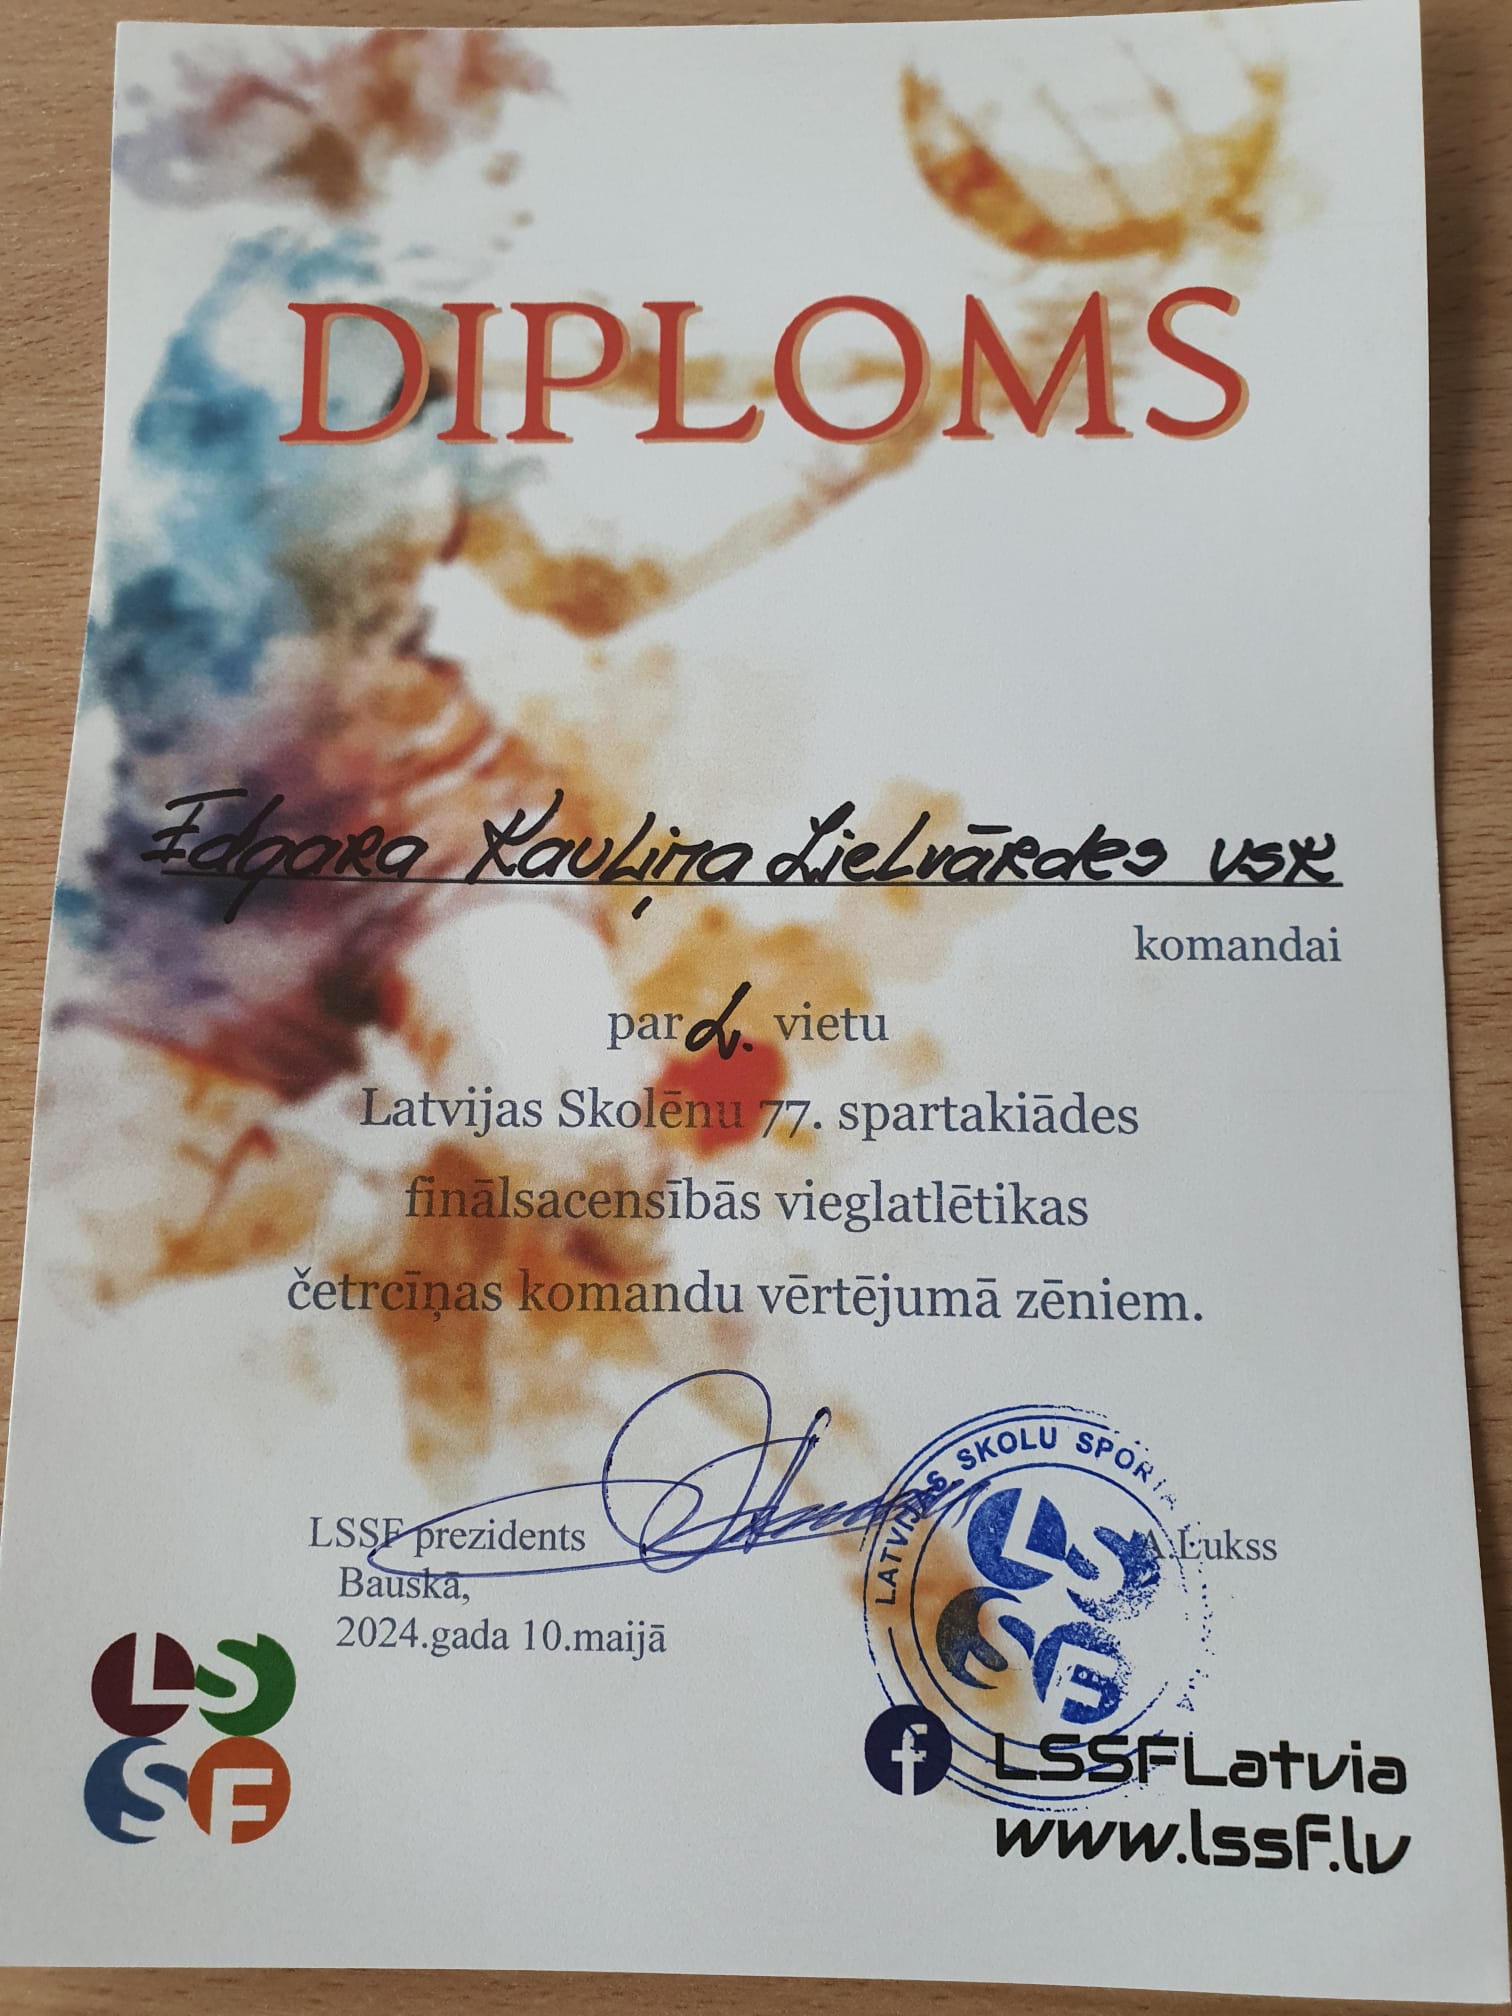 DIPLOMS
Edgara Kauliņa Lielvārdes vsk
komandai
par 2. vietu
Latvijas Skolēnu 77. spartakiādes
finālsacensībās vieglatlētikas
četrcīņas komandu vērtējumā zēniem.
LATVIJAS SKOLU SPORTA
LSSF
LSSF prezidents A.Lukss
Bauskā,
2024.gada 10.maijā
LSSF
f LSSFLatvia
www.lssf.lv